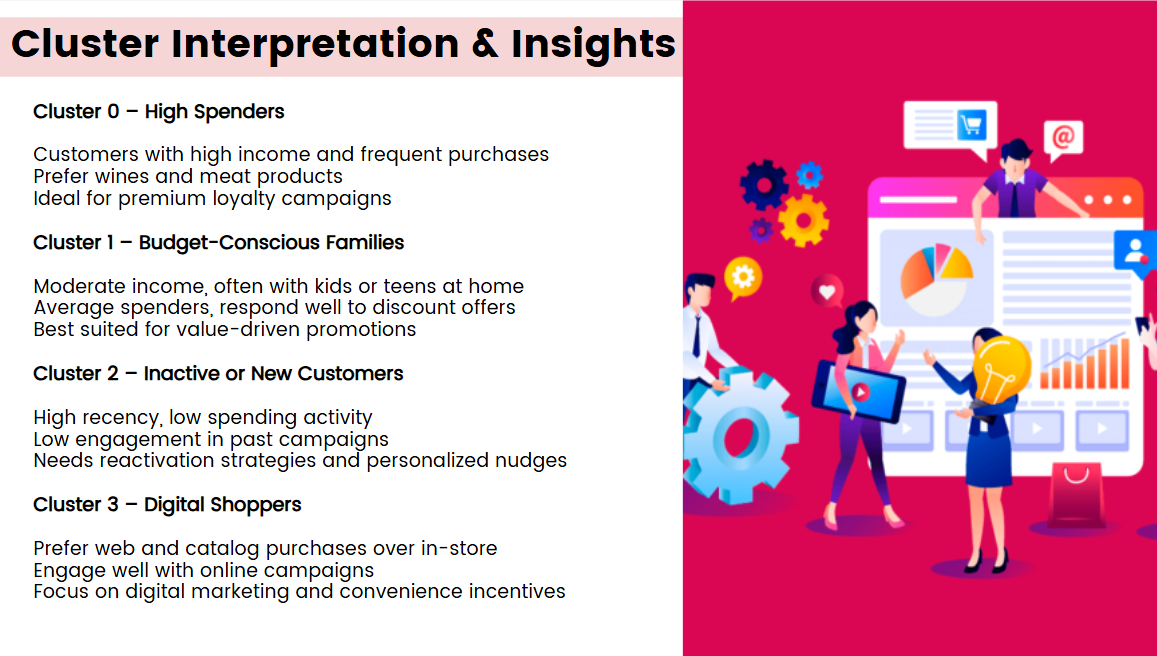 Cluster Interpretation & Insights
Cluster 0 – High Spenders
Customers with high income and frequent purchases
Prefer wines and meat products
Ideal for premium loyalty campaigns
Cluster 1 – Budget-Conscious Families
Moderate income, often with kids or teens at home
Average spenders, respond well to discount offers
Best suited for value-driven promotions
Cluster 2 – Inactive or New Customers
High recency, low spending activity
Low engagement in past campaigns
Needs reactivation strategies and personalized nudges
Cluster 3 – Digital Shoppers
Prefer web and catalog purchases over in-store
Engage well with online campaigns
Focus on digital marketing and convenience incentives
@